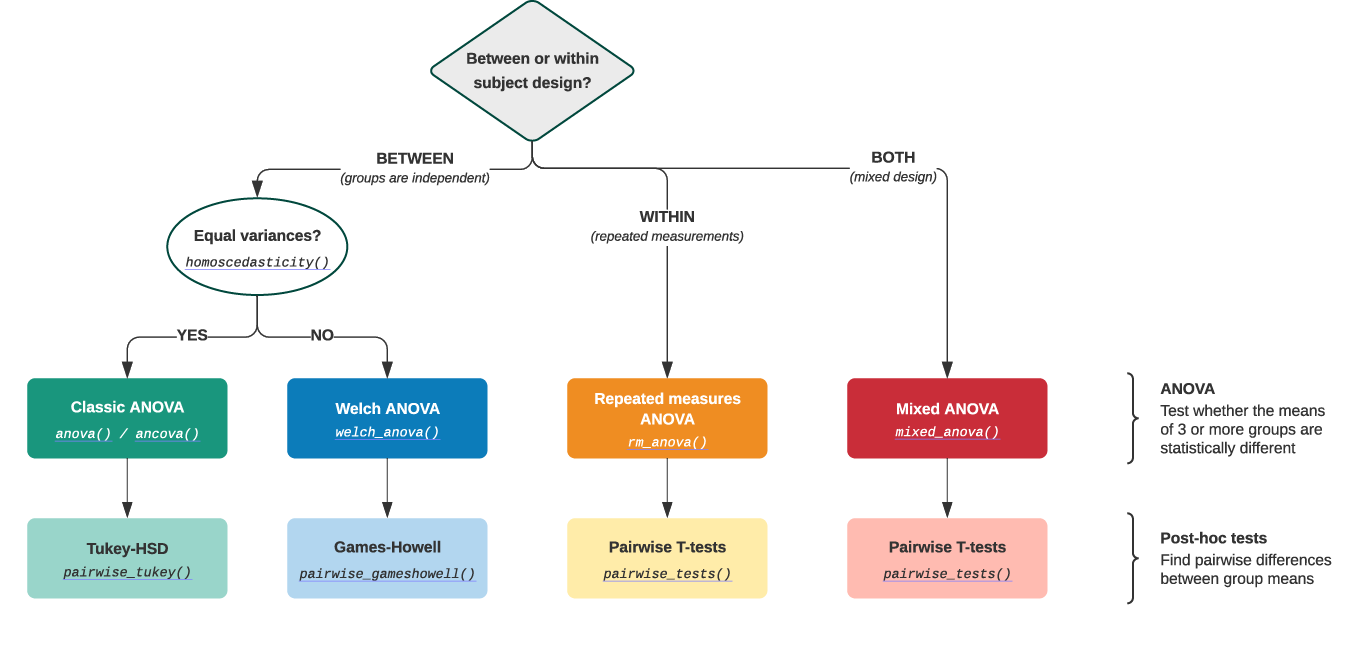 Between or within
subject design?
BETWEEN
(groups are independent)
BOTH
(mixed design)
WITHIN
(repeated measurements)
Equal variances?
homoscedasticity()
YES
NO
Classic ANOVA
anova() / ancova()
Welch ANOVA
welch_anova()
Repeated measures
ANOVA
rm_anova()
Mixed ANOVA
mixed_anova()
ANOVA
Test whether the means
of 3 or more groups are
statistically different
Tukey-HSD
pairwise_tukey()
Games-Howell
pairwise_gameshowell()
Pairwise T-tests
pairwise_tests()
Pairwise T-tests
pairwise_tests()
Post-hoc tests
Find pairwise differences
between group means